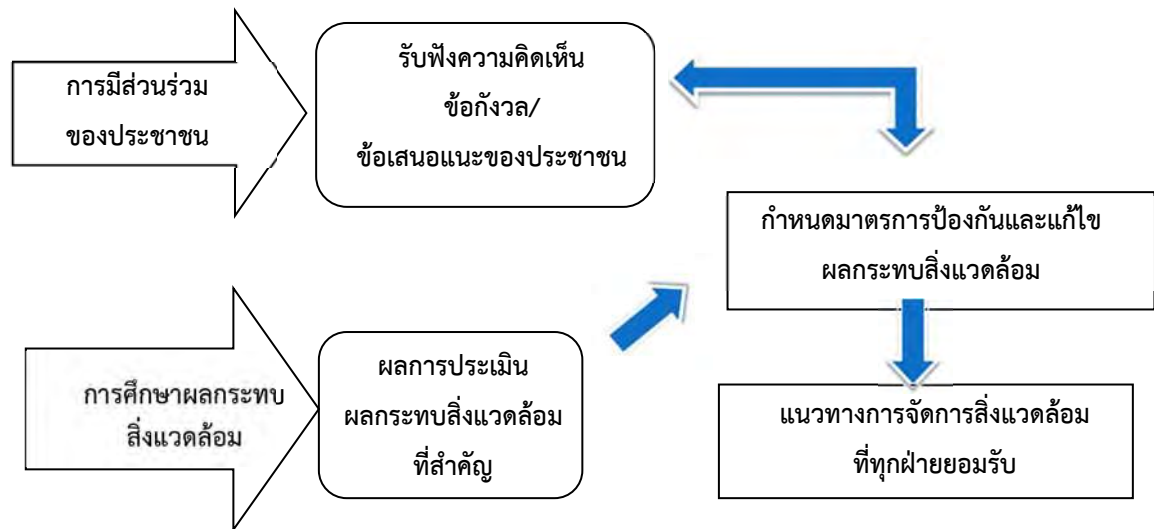 การมีส่วนร่วม
ของประชาชน
รับฟังความคิดเห็น
ข้อกังวล/
ข้อเสนอแนะของประชาชน
กำหนดมาตรการป้องกันและแก้ไข
ผลกระทบสิ่งแวดล้อม
การศึกษาผลกระทบ
สิ่งแวดล้อม
ผลการประเมิน
ผลกระทบสิ่งแวดล้อม
ที่สำคัญ
แนวทางการจัดการสิ่งแวดล้อม
ที่ทุกฝ่ายยอมรับ